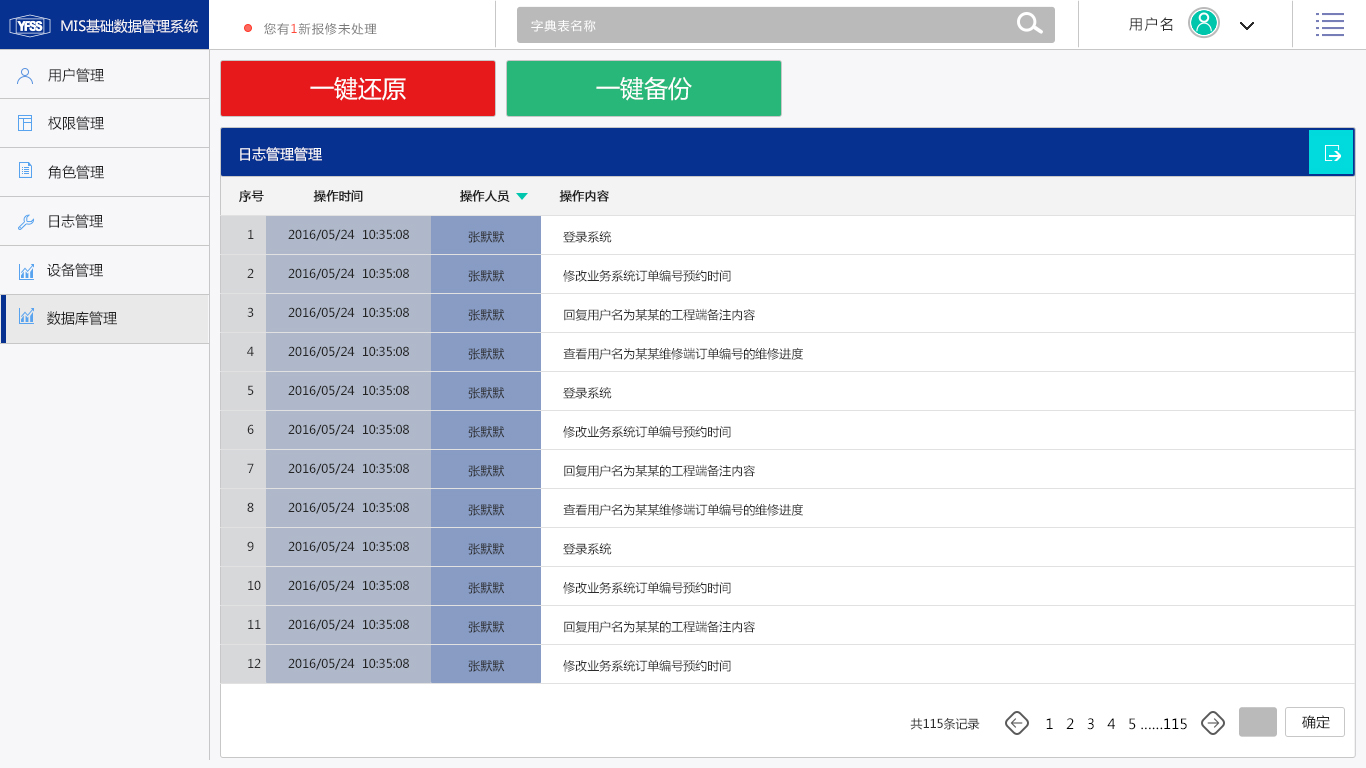 YFSS MIS基础数据管理系统
您有1新报修未处理
字典表名称
用户名
用户管理
权限管理
角色管理
日志管理
设备管理
数据库管理
一键还原 一键备份
日志管理管理
序号 操作时间 操作人员 操作内容
1 2016/05/24 10:35:08 张默默 登录系统
2 2016/05/24 10:35:08 张默默 修改业务系统订单编号预约时间
3 2016/05/24 10:35:08 张默默 回复用户名为某某的工程端备注内容
4 2016/05/24 10:35:08 张默默 查看用户名为某某维修端订单编号的维修进度
5 2016/05/24 10:35:08 张默默 登录系统
6 2016/05/24 10:35:08 张默默 修改业务系统订单编号预约时间
7 2016/05/24 10:35:08 张默默 回复用户名为某某的工程端备注内容
8 2016/05/24 10:35:08 张默默 查看用户名为某某维修端订单编号的维修进度
9 2016/05/24 10:35:08 张默默 登录系统
10 2016/05/24 10:35:08 张默默 修改业务系统订单编号预约时间
11 2016/05/24 10:35:08 张默默 回复用户名为某某的工程端备注内容
12 2016/05/24 10:35:08 张默默 修改业务系统订单编号预约时间
共115条记录 1 2 3 4 5 ......115 确定